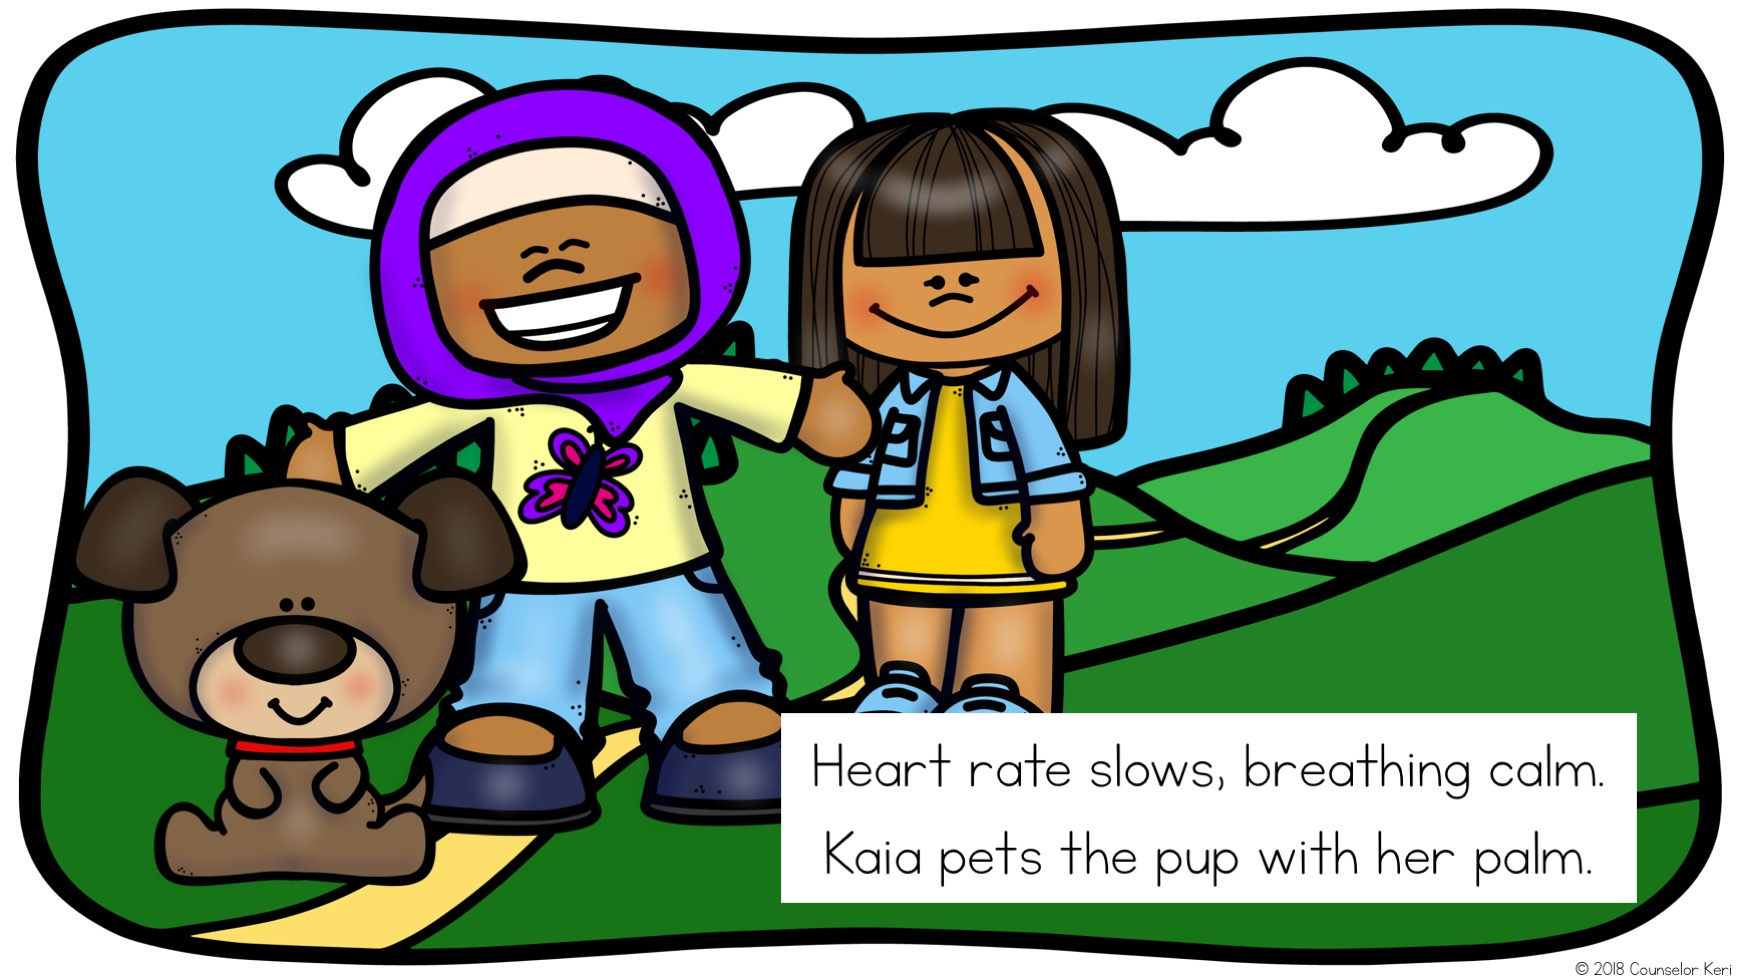 Heart rate slows, breathing calm.
Kaia pets the pup with her palm.
© 2018 Counselor Keri